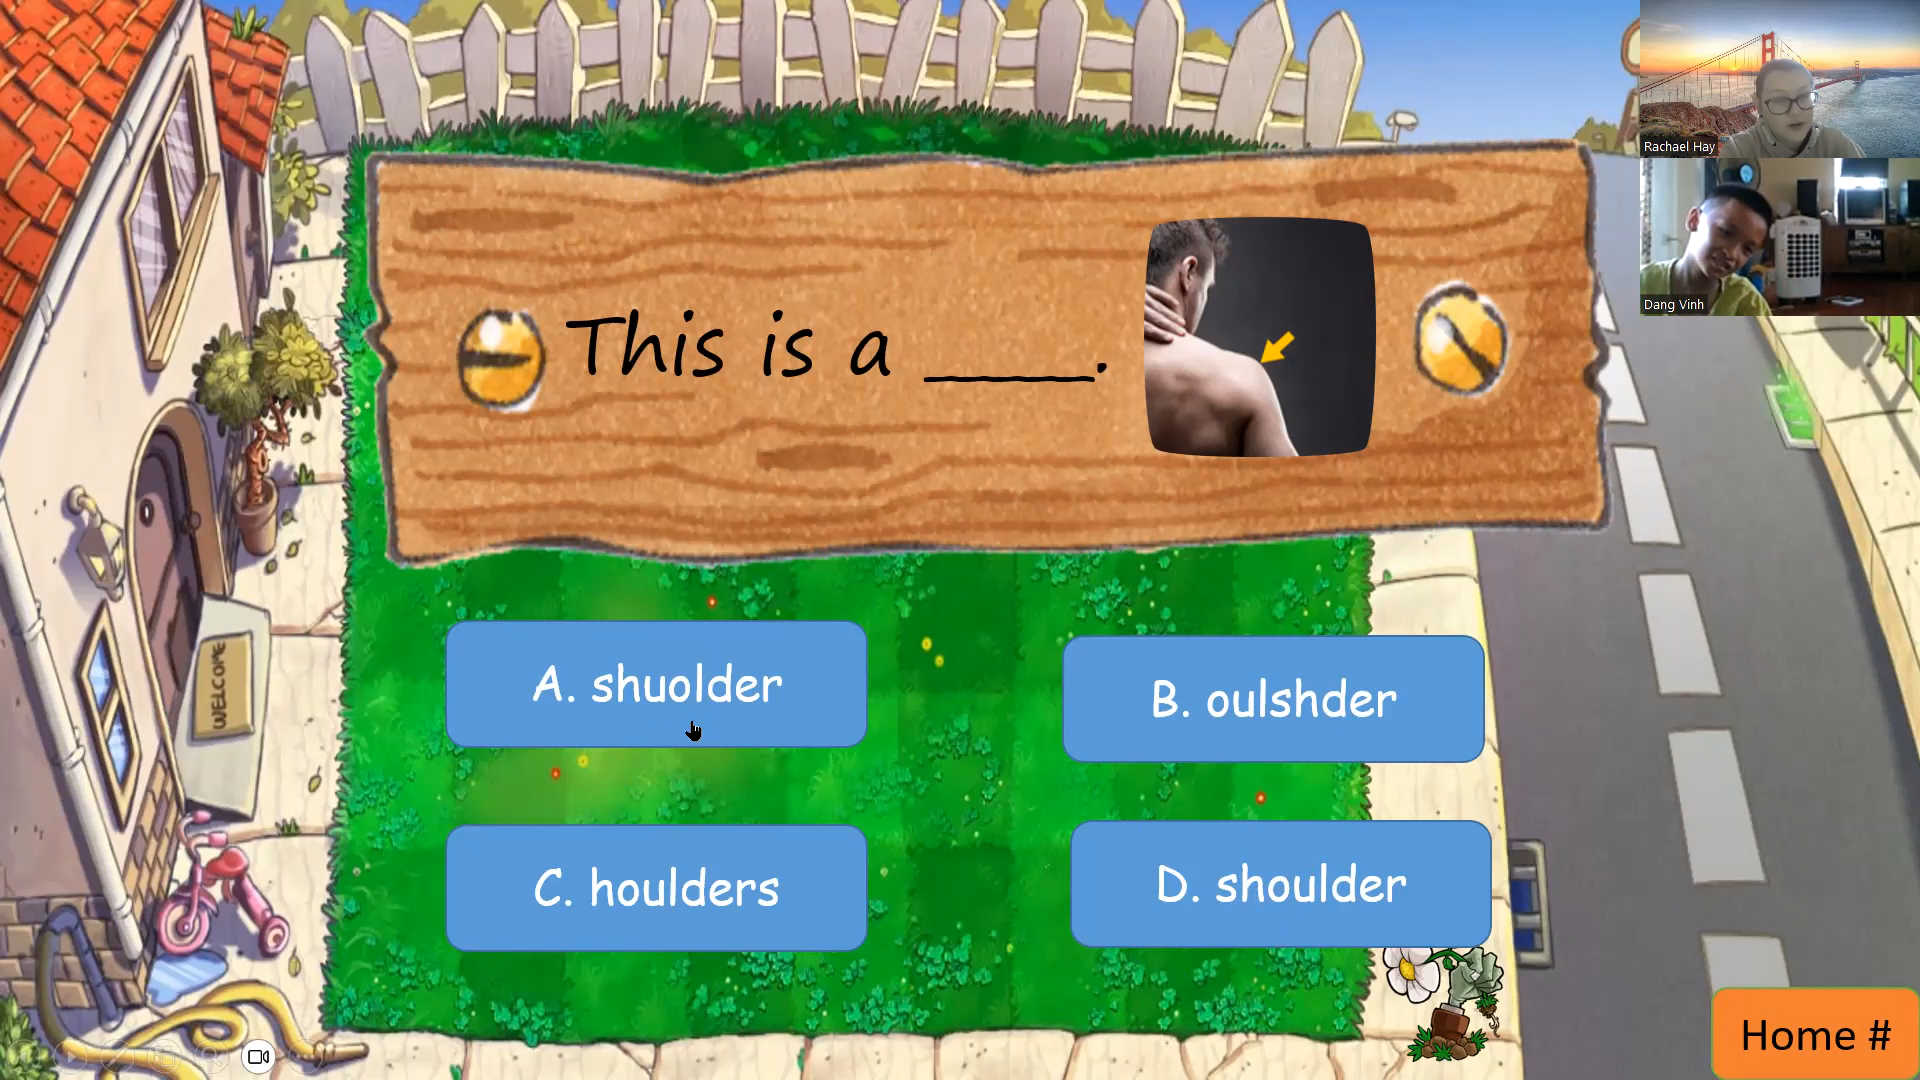 This is a ____.
A. shuolder
B. oulshder
C. houlders
D. shoulder
WELCOME
Home #
Rachael Hay
Dang Vinh